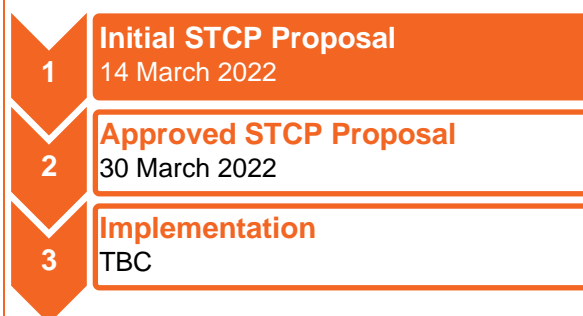 1
Initial STCP Proposal
14 March 2022
2
Approved STCP Proposal
30 March 2022
3
Implementation
TBC